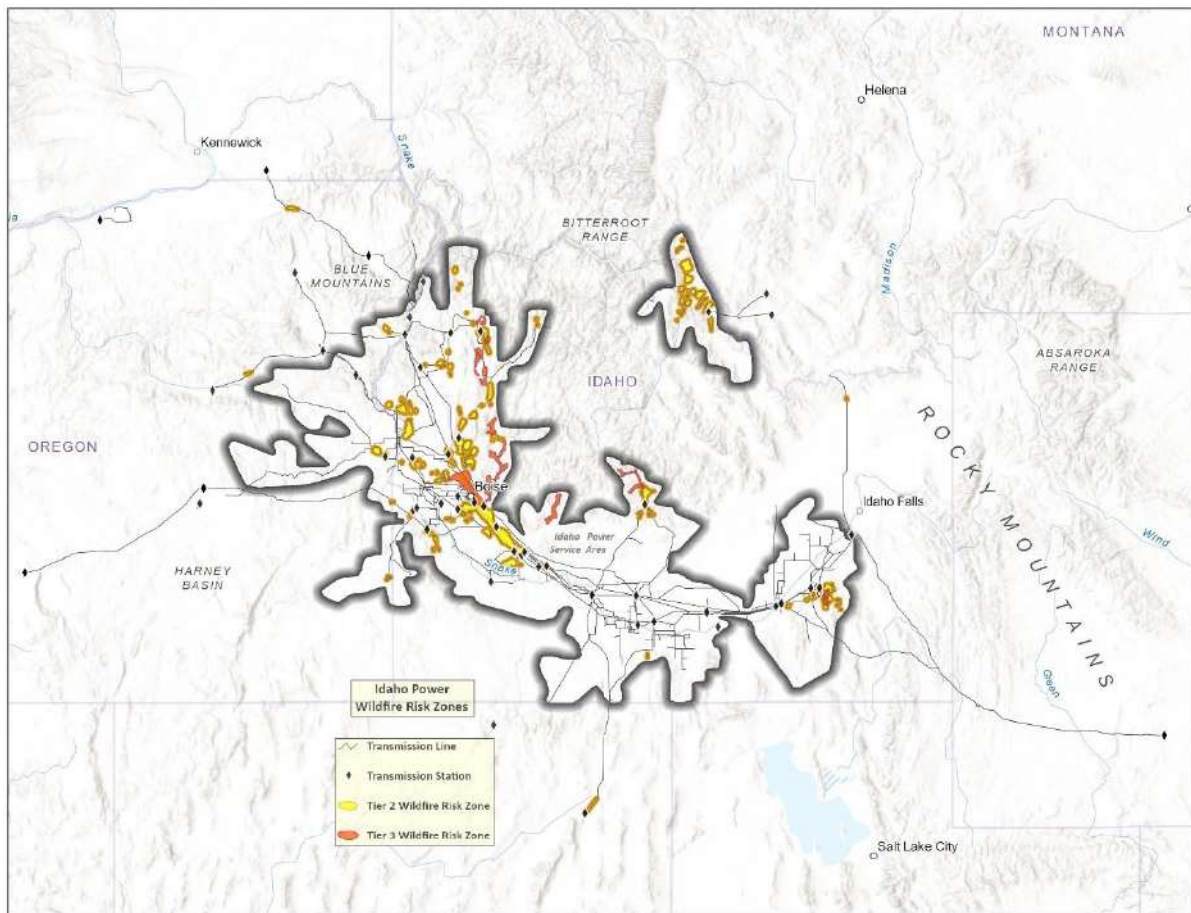 MONTANA
Helena
Kennewick
Snake
ia
BITTERROOT
RANGE
Madison
BLUE
MOUNTAINS
ABSAROKA
RANGE
IDAHO
OREGON
ROCKY MOUNTAINS
Boise
Idaho Falls
Idaho Power
Service Area
Wind
Snake
HARNEY
BASIN
Green
Idaho Power
Wildfire Risk Zones
Transmission Line
Transmission Station
Tier 2 Wildfire Risk Zone
Tier 3 Wildfire Risk Zone
Salt Lake City